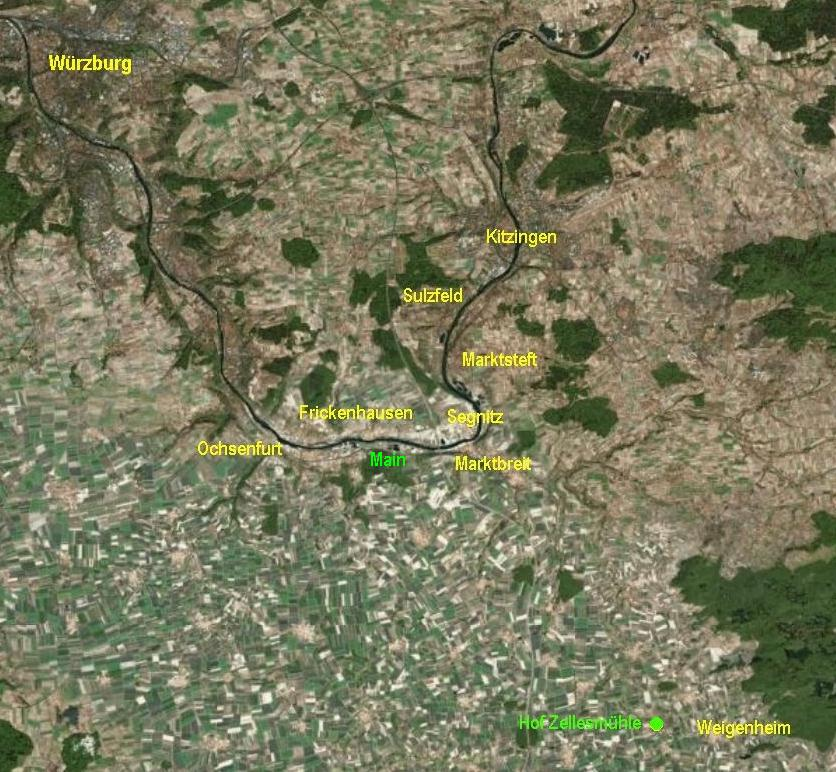 Würzburg
Kitzingen
Sulzfeld
Marktsteft
Frickenhausen
Segnitz
Ochsenfurt
Main
Marktbreit
Hof Zellesmühle
Weigenheim